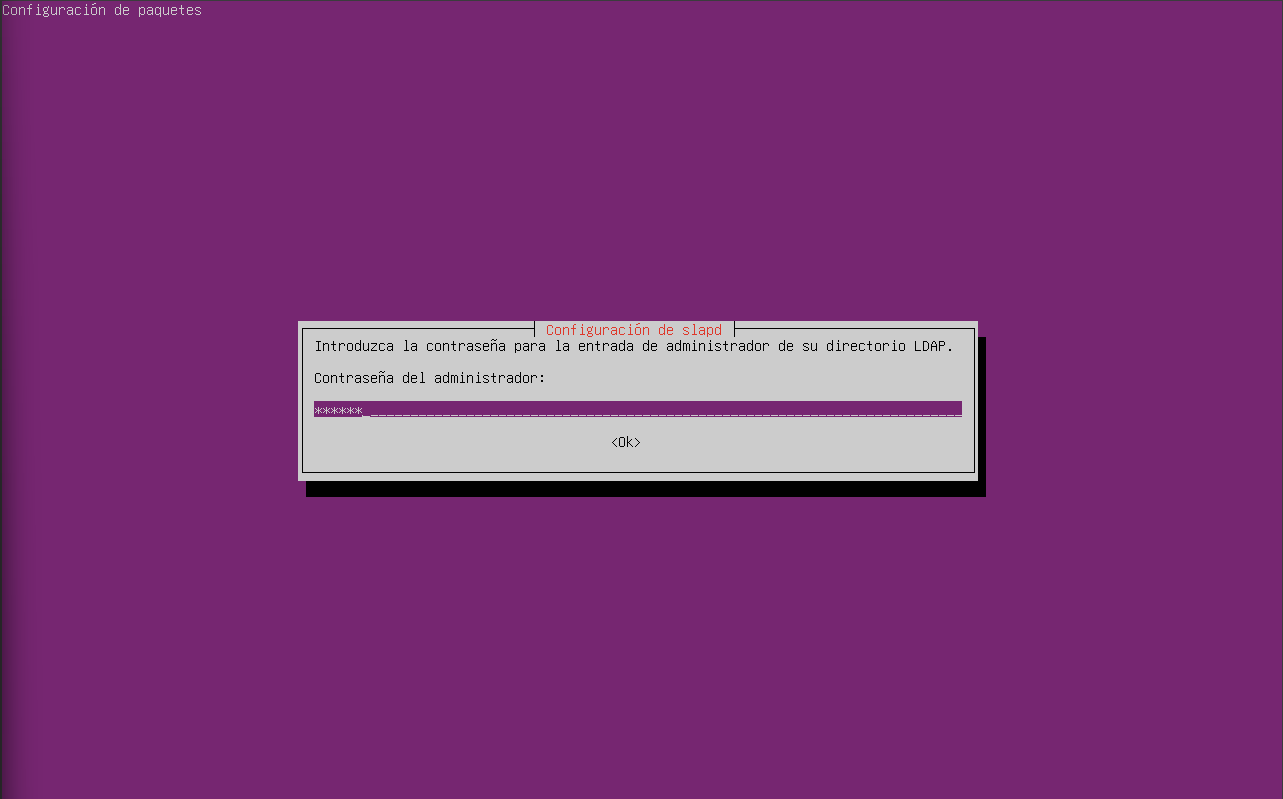 Configuración de paquetes
Configuración de slapd
Introduzca la contraseña para la entrada de administrador de su directorio LDAP.
Contraseña del administrador:
******
<Ok>